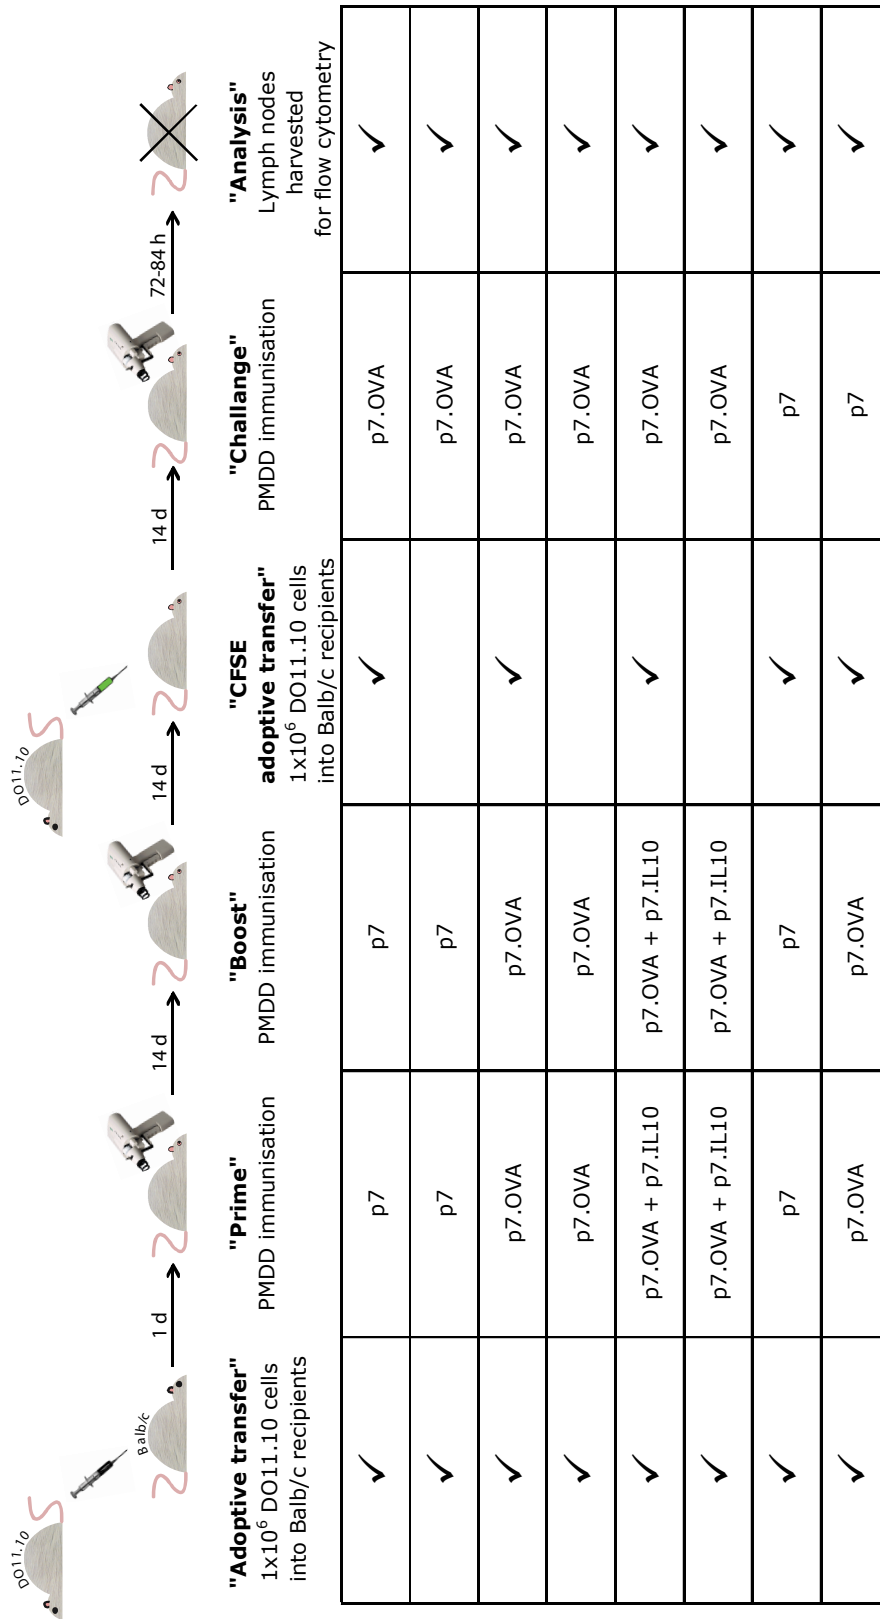 DO11.10
DO11.10
Balb/c
1 d
14 d
14 d
14 d
72-84 h
"Adoptive transfer"
1x10⁶ DO11.10 cells
into Balb/c recipients
"Prime"
PMDD immunisation
"Boost"
PMDD immunisation
"CFSE
adoptive transfer"
1x10⁶ DO11.10 cells
into Balb/c recipients
"Challange"
PMDD immunisation
"Analysis"
Lymph nodes
harvested
for flow cytometry
✓ p7 p7 ✓ p7.OVA ✓
✓ p7 p7 p7.OVA ✓
✓ p7.OVA p7.OVA ✓ p7.OVA ✓
✓ p7.OVA p7.OVA p7.OVA ✓
✓ p7.OVA + p7.IL10 p7.OVA + p7.IL10 ✓ p7.OVA ✓
✓ p7.OVA + p7.IL10 p7.OVA + p7.IL10 p7.OVA ✓
✓ p7 p7 ✓ p7 ✓
✓ p7.OVA p7.OVA ✓ p7 ✓